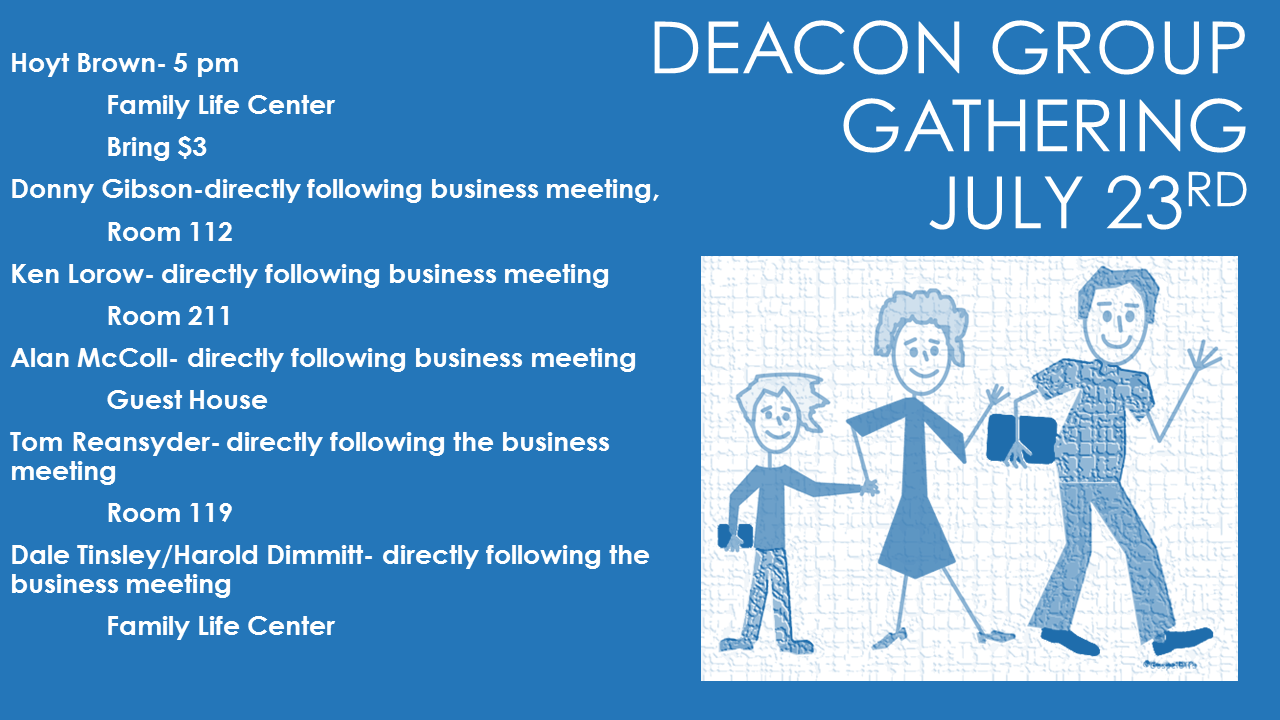 DEACON GROUP
GATHERING
JULY 23RD
Hoyt Brown- 5 pm
Family Life Center
Bring $3
Donny Gibson-directly following business meeting,
Room 112
Ken Lorow- directly following business meeting
Room 211
Alan McColl- directly following business meeting
Guest House
Tom Reansyder- directly following the business
meeting
Room 119
Dale Tinsley/Harold Dimmitt- directly following the
business meeting
Family Life Center